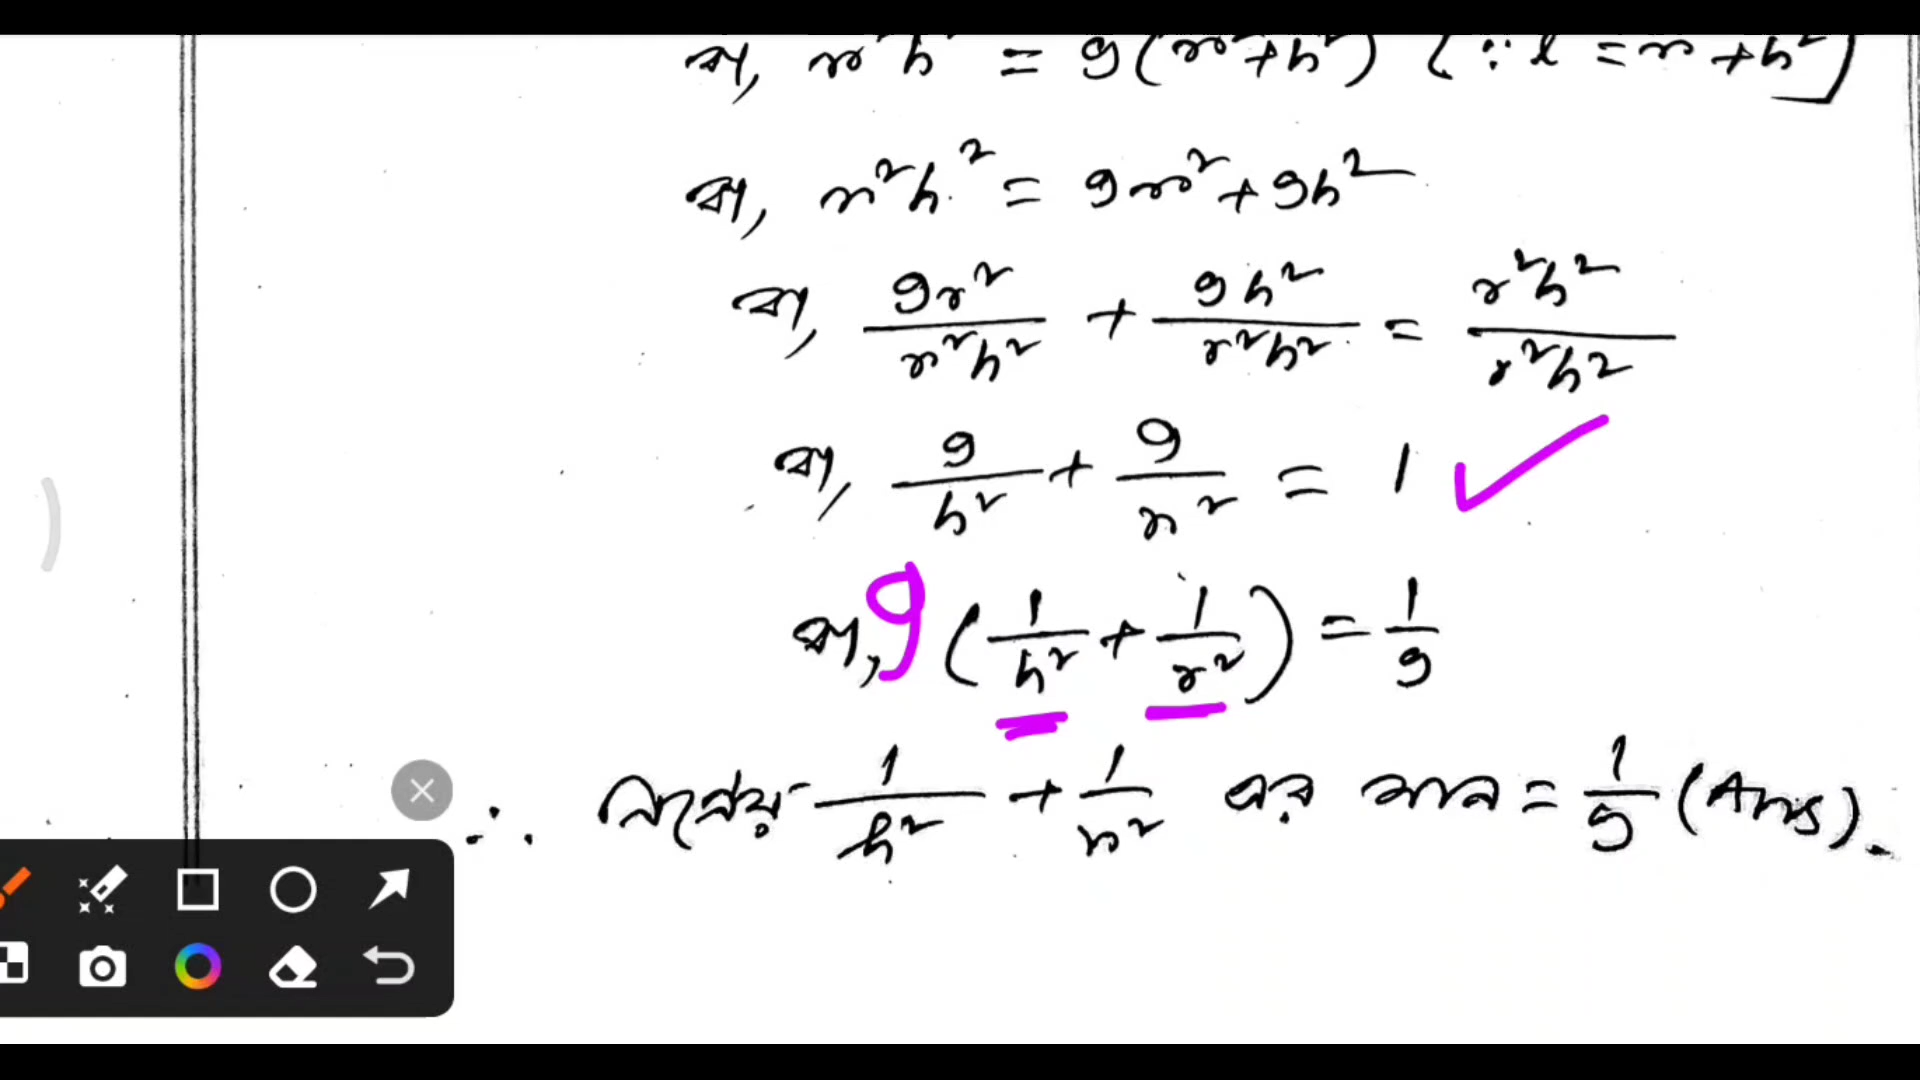 বা, r²h² = 9(r²+h²) [∵ l = r + h²]
বা, r²h² = 9r² + 9h²
বা, 9r²/r²h² + 9h²/r²h² = r²h²/r²h²
বা, 9/h² + 9/r² = 1
বা, 9 (1/h² + 1/r²) = 1/9
∴ নির্ণেয় 1/h² + 1/r² এর মান = 1/9 (Ans).